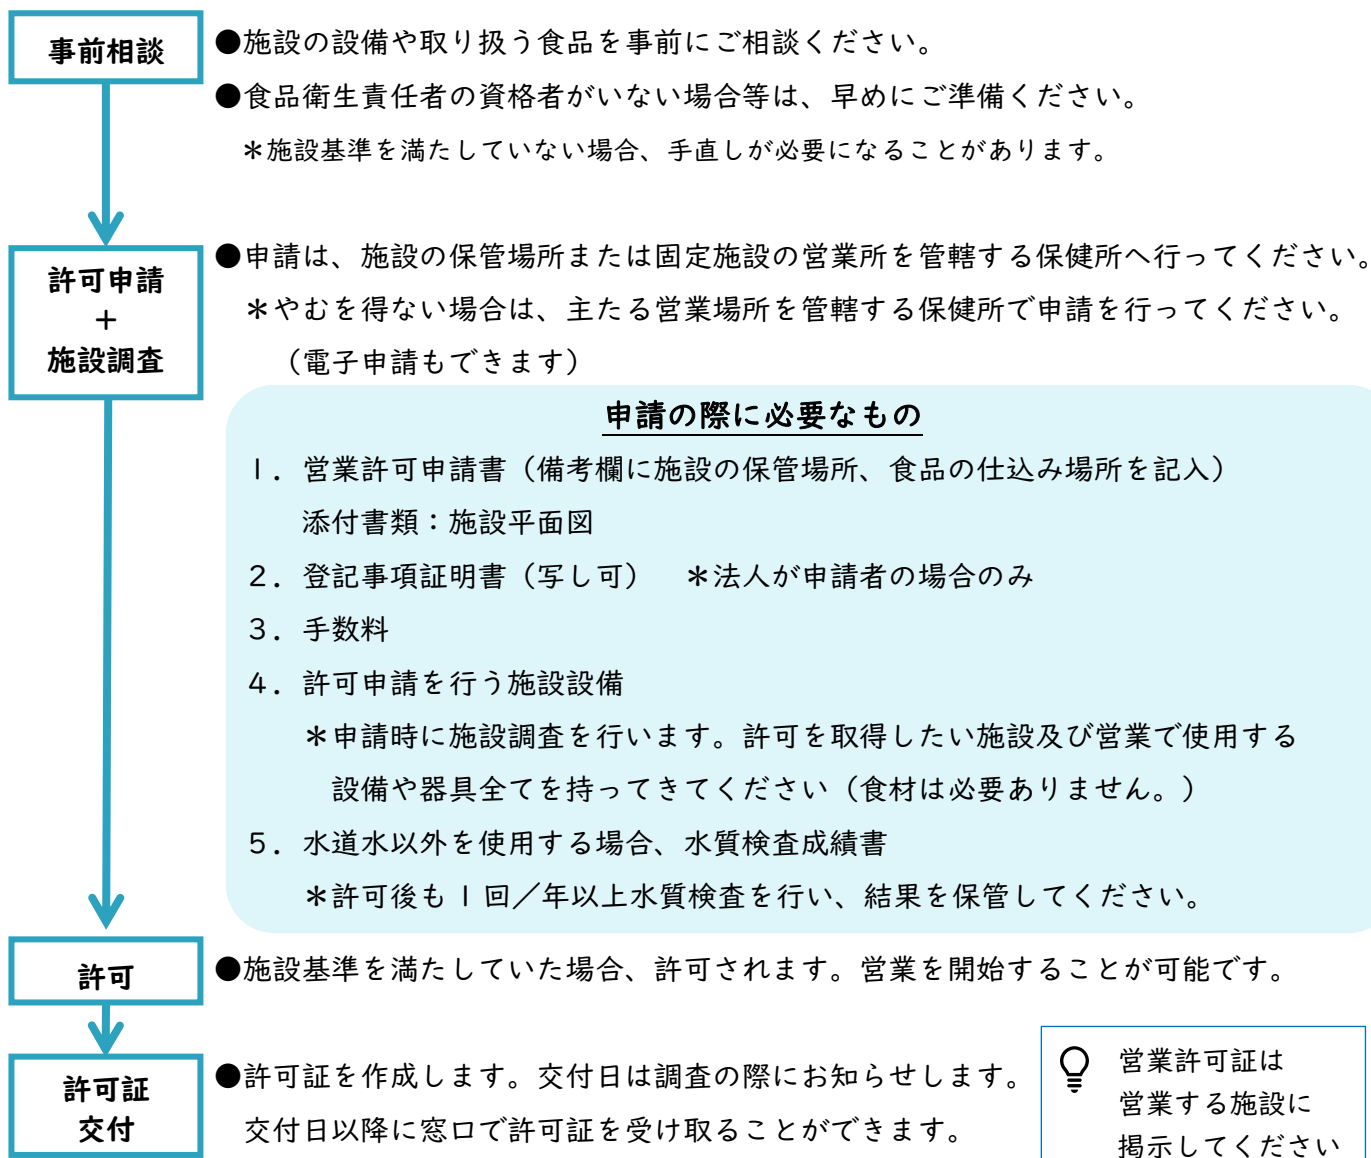 事前相談
●施設の設備や取り扱う食品を事前にご相談ください。
●食品衛生責任者の資格者がいない場合等は、早めにご準備ください。
＊施設基準を満たしていない場合、手直しが必要になることがあります。
許可申請
＋
施設調査
●申請は、施設の保管場所または固定施設の営業所を管轄する保健所へ行ってください。
＊やむを得ない場合は、主たる営業場所を管轄する保健所で申請を行ってください。
（電子申請もできます）
申請の際に必要なもの
１．営業許可申請書（備考欄に施設の保管場所、食品の仕込み場所を記入）
添付書類：施設平面図
２．登記事項証明書（写し可）　＊法人が申請者の場合のみ
３．手数料
４．許可申請を行う施設設備
＊申請時に施設調査を行います。許可を取得したい施設及び営業で使用する
設備や器具全てを持ってきてください（食材は必要ありません。）
５．水道水以外を使用する場合、水質検査成績書
＊許可後も１回／年以上水質検査を行い、結果を保管してください。
許可
●施設基準を満たしていた場合、許可されます。営業を開始することが可能です。
許可証
交付
●許可証を作成します。交付日は調査の際にお知らせします。
交付日以降に窓口で許可証を受け取ることができます。
営業許可証は
営業する施設に
掲示してください